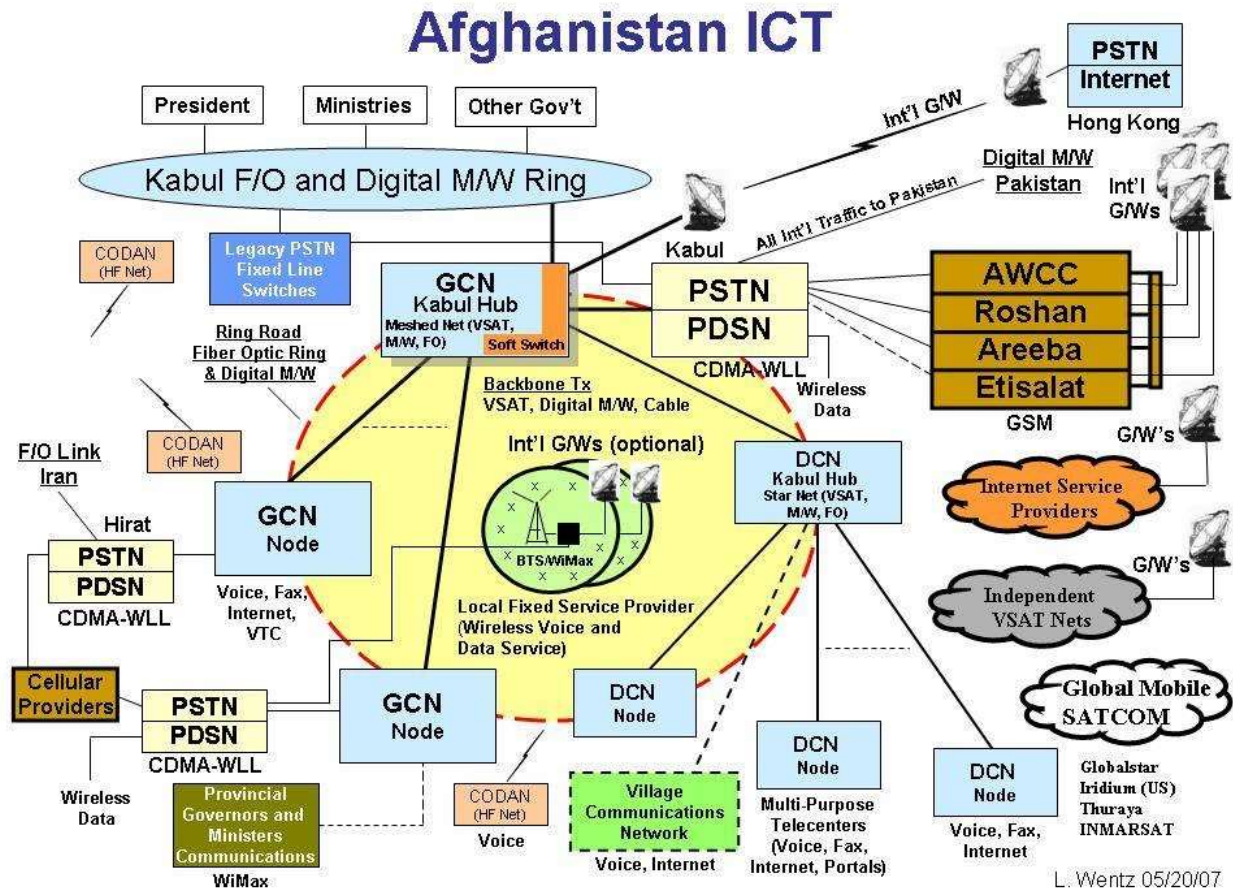 Afghanistan ICT
President
Ministries
Other Gov't
Kabul F/O and Digital M/W Ring
Int'l G/W
PSTN
Internet
Hong Kong
Digital M/W
Pakistan
Int'l
G/Ws
All Int'l Traffic to Pakistan
Kabul
CODAN
(HF Net)
Legacy PSTN
Fixed Line
Switches
GCN
Kabul Hub
Meshed Net (VSAT,
M/W, FO)
Soft Switch
PSTN
PDSN
CDMA-WLL
Wireless
Data
AWCC
Roshan
Areeba
Etisalat
GSM
Ring Road
Fiber Optic Ring
& Digital M/W
Backbone Tx
VSAT, Digital M/W, Cable
CODAN
(HF Net)
F/O Link
Iran
Hirat
PSTN
PDSN
CDMA-WLL
GCN
Node
Voice, Fax,
Internet,
VTC
Int'l G/Ws (optional)
x x x x x x x x x x x x
BTS/WiMax
Local Fixed Service Provider
(Wireless Voice and
Data Service)
DCN
Kabul Hub
Star Net (VSAT,
M/W, FO)
G/W's
Internet Service
Providers
G/W's
Independent
VSAT Nets
Global Mobile
SATCOM
Globalstar
Iridium (US)
Thuraya
INMARSAT
Cellular
Providers
PSTN
PDSN
CDMA-WLL
Wireless
Data
GCN
Node
Provincial
Governors and
Ministers
Communications
WiMax
CODAN
(HF Net)
Voice
DCN
Node
Village
Communications
Network
Voice, Internet
DCN
Node
Multi-Purpose
Telecenters
(Voice, Fax,
Internet, Portals)
DCN
Node
Voice, Fax,
Internet
L. Wentz 05/20/07